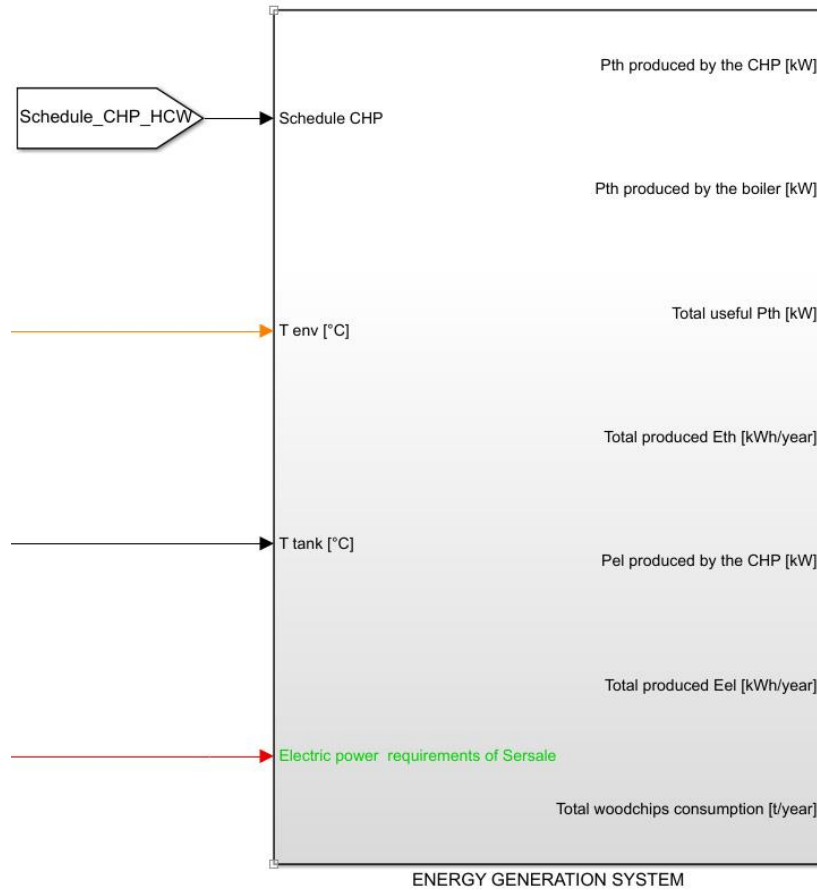 Pth produced by the CHP [kW]
Schedule_CHP_HCW
Schedule CHP
Pth produced by the boiler [kW]
Total useful Pth [kW]
T env [°C]
Total produced Eth [kWh/year]
T tank [°C]
Pel produced by the CHP [kW]
Total produced Eel [kWh/year]
Electric power  requirements of Sersale
Total woodchips consumption [t/year]
ENERGY GENERATION SYSTEM